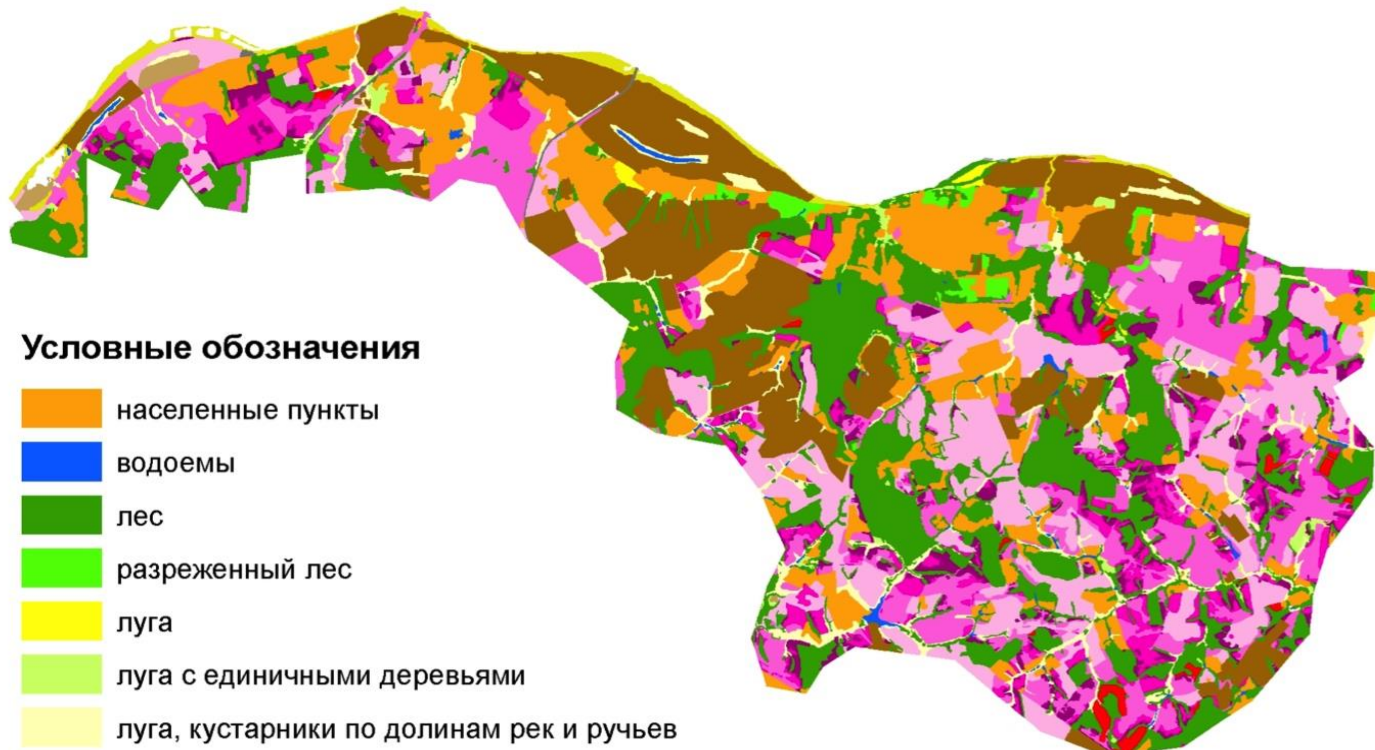 Условные обозначения
населенные пункты
водоемы
лес
разреженный лес
луга
луга с единичными деревьями
луга, кустарники по долинам рек и ручьев